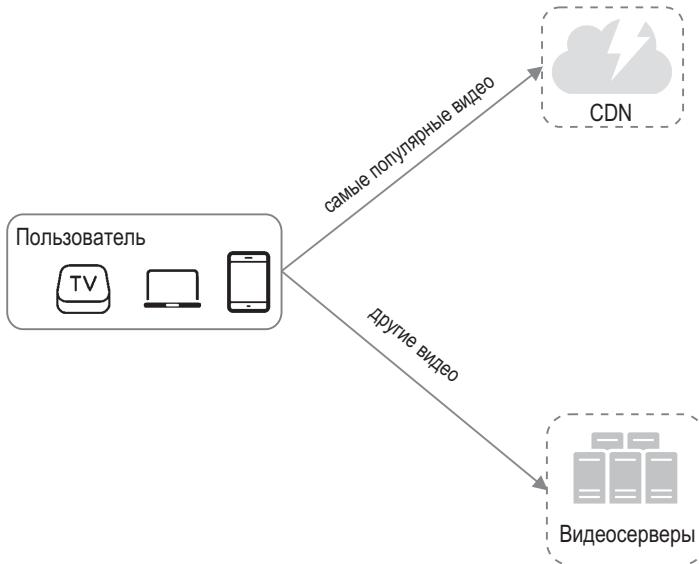 CDN
самые популярные видео
Пользователь
TV
другие видео
Видеосерверы